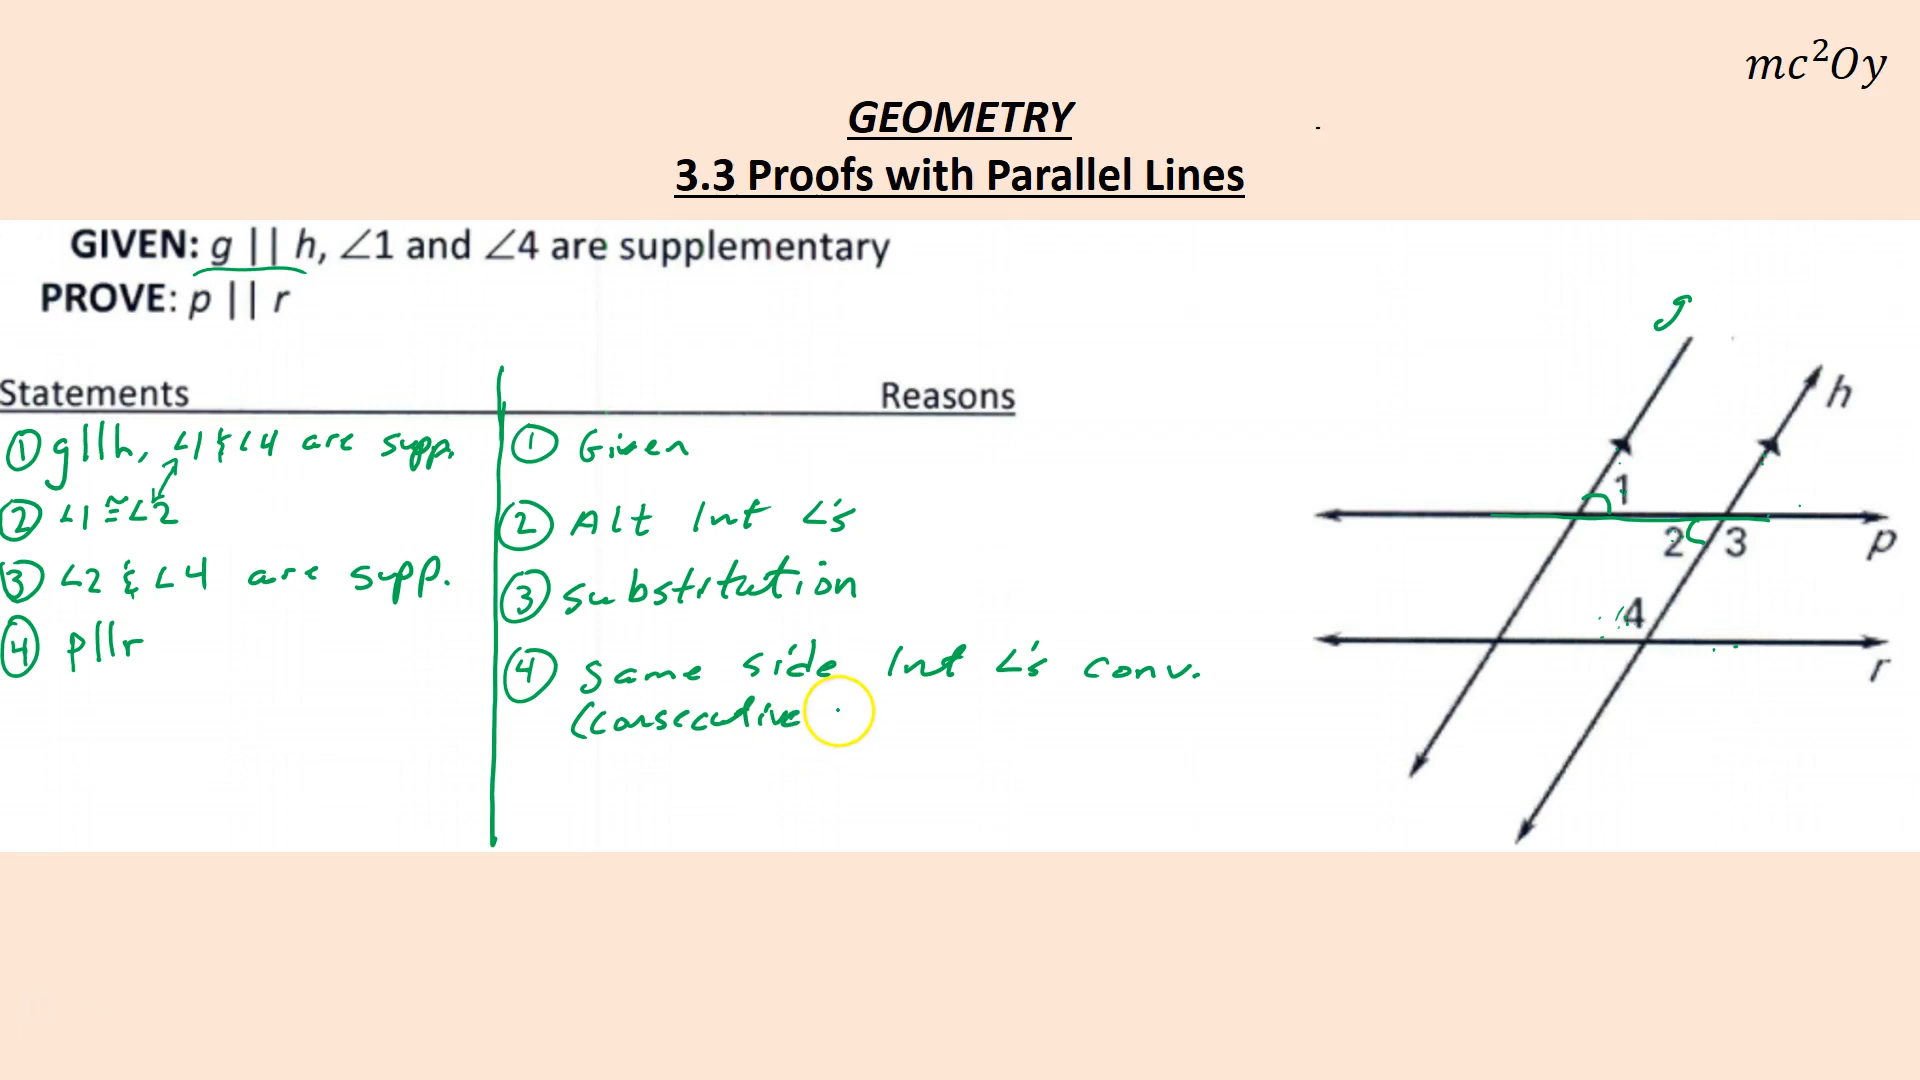 mc²Oy
GEOMETRY
3.3 Proofs with Parallel Lines
GIVEN: g || h, ∠1 and ∠4 are supplementary
PROVE: p || r
Statements
Reasons
① g||h, ∠1 & ∠4 are supp.
① Given
② ∠1 ≅ ∠2
② Alt Int ∠'s
③ ∠2 & ∠4 are supp.
③ substitution
④ p||r
④ Same side Int ∠'s conv.
(consecutive
g
h
1
2
3
p
4
r